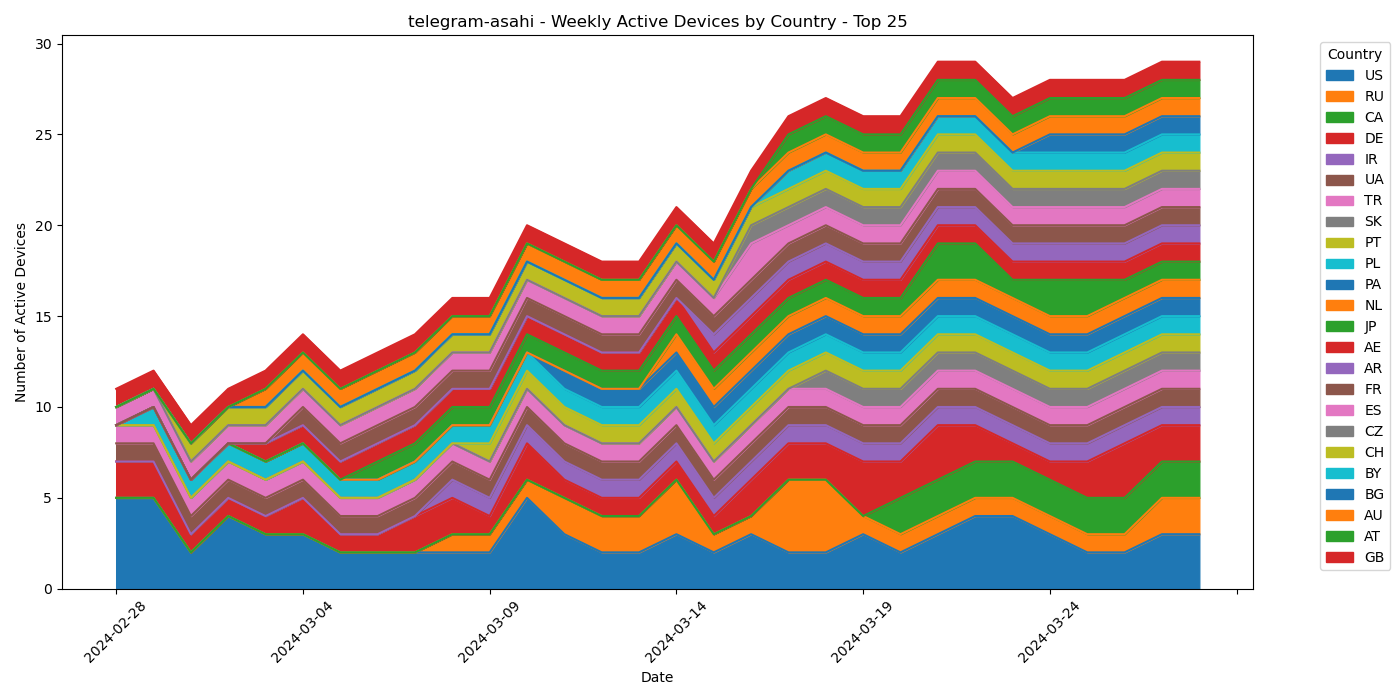 telegram-asahi - Weekly Active Devices by Country - Top 25
Number of Active Devices
30
25
20
15
10
5
0
2024-02-28
2024-03-04
2024-03-09
2024-03-14
2024-03-19
2024-03-24
Date
Country
US
RU
CA
DE
IR
UA
TR
SK
PT
PL
PA
NL
JP
AE
AR
FR
ES
CZ
CH
BY
BG
AU
AT
GB